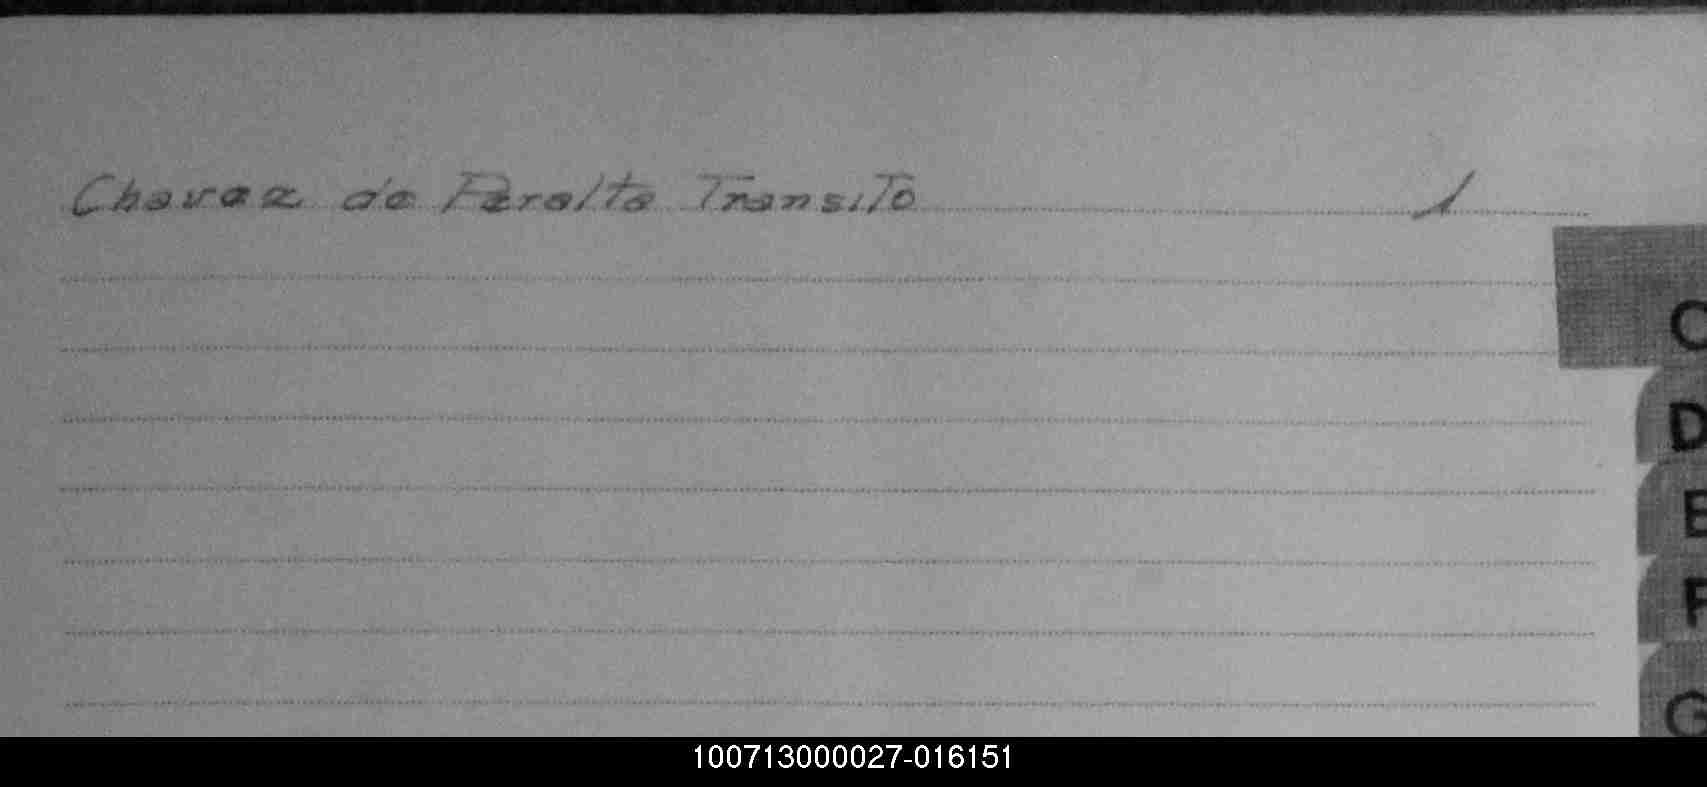 Chavez de Peralta Transito 1
C
D
E
F
G
100713000027-016151